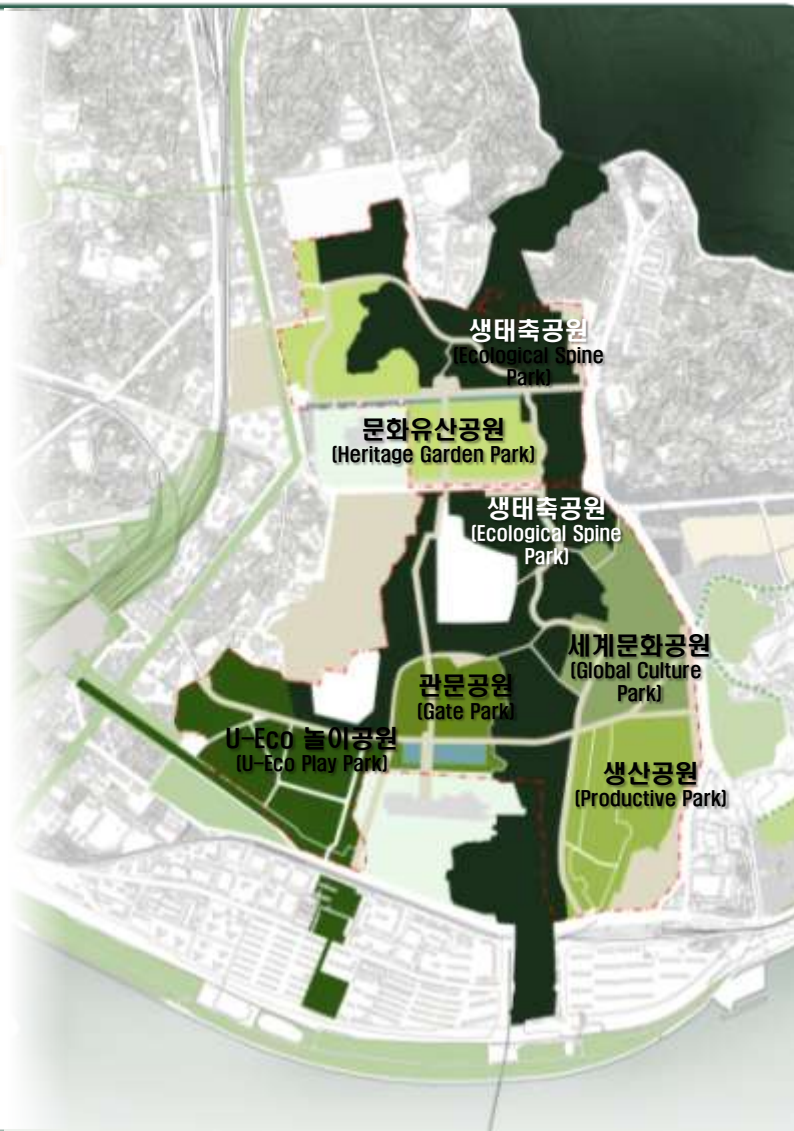 생태축공원
(Ecological Spine
Park)
문화유산공원
(Heritage Garden Park)
생태축공원
(Ecological Spine
Park)
세계문화공원
(Global Culture
Park)
관문공원
(Gate Park)
U-Eco 놀이공원
(U-Eco Play Park)
생산공원
(Productive Park)